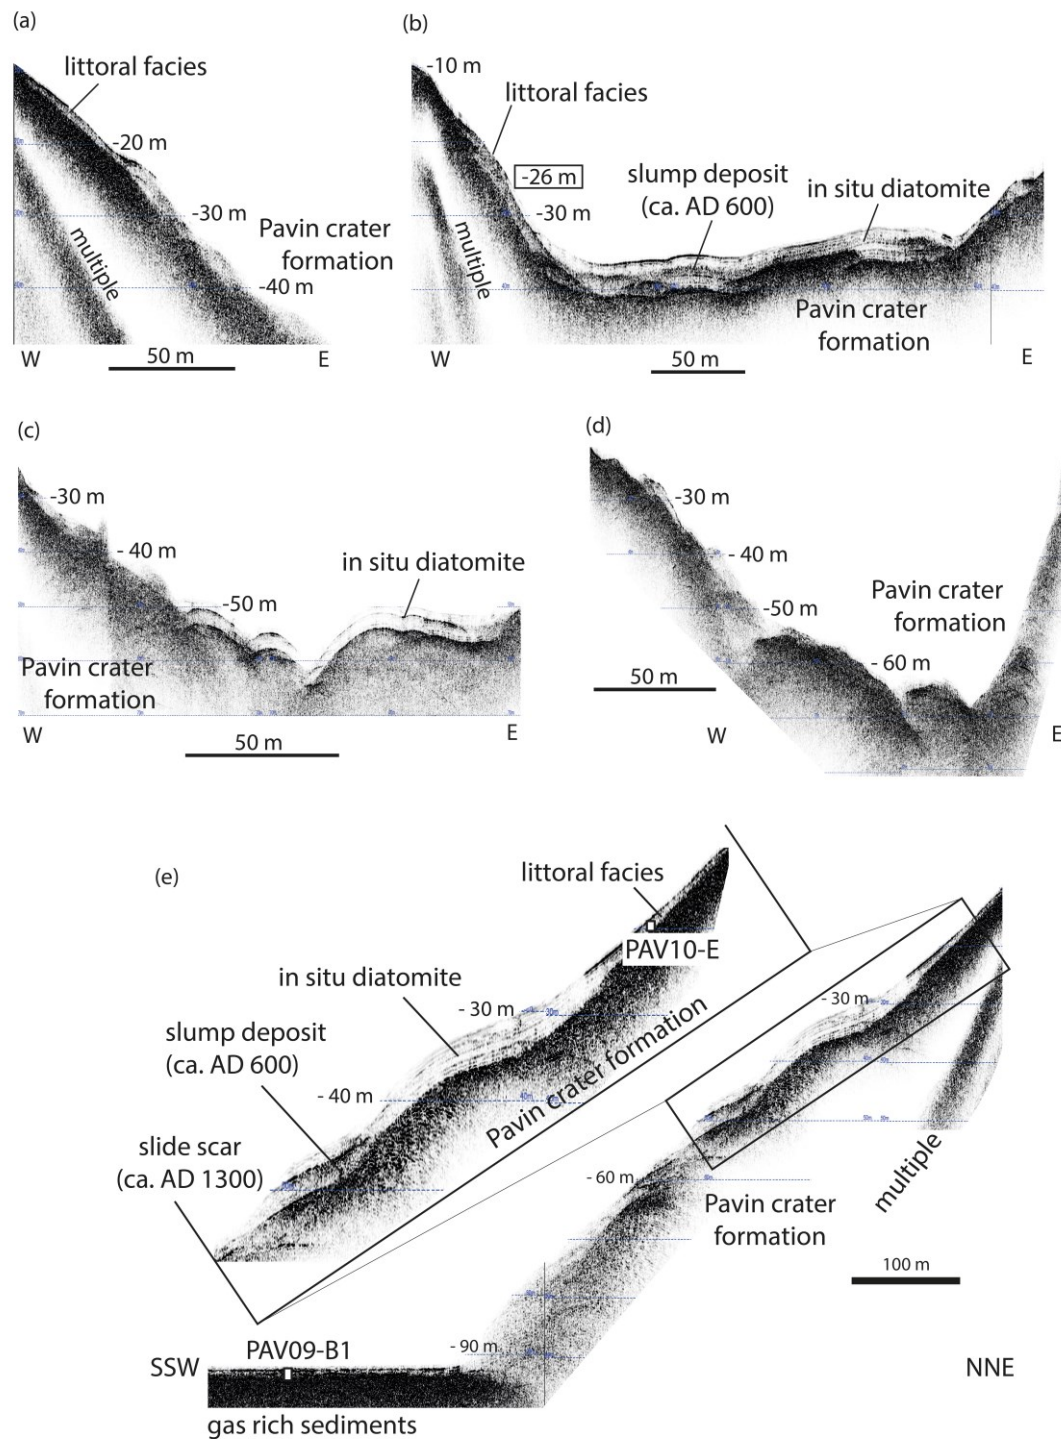 (a)
littoral facies
-20 m
-30 m
-40 m
Pavin crater
formation
multiple
W
50 m
E
(b)
-10 m
littoral facies
-26 m
-30 m
slump deposit
(ca. AD 600)
in situ diatomite
multiple
Pavin crater
formation
W
50 m
E
(c)
-30 m
- 40 m
-50 m
in situ diatomite
Pavin crater
formation
W
50 m
E
(d)
-30 m
- 40 m
-50 m
- 60 m
Pavin crater
formation
50 m
W
E
(e)
littoral facies
PAV10-E
in situ diatomite
- 30 m
slump deposit
(ca. AD 600)
- 40 m
slide scar
(ca. AD 1300)
Pavin crater formation
- 30 m
- 60 m
Pavin crater
formation
multiple
100 m
- 90 m
PAV09-B1
SSW
NNE
gas rich sediments